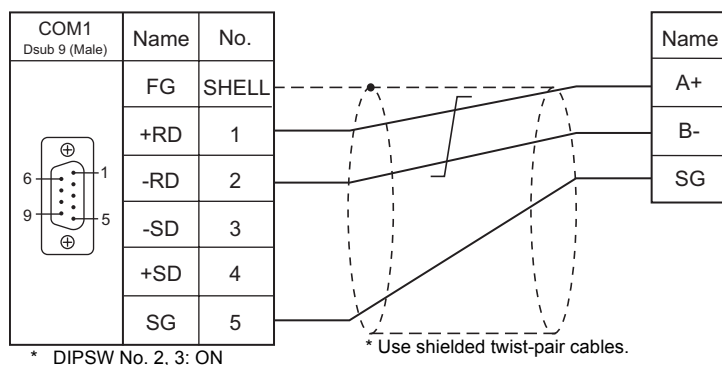 COM1
Dsub 9 (Male)
Name
No.
Name
FG
SHELL
A+
+RD
1
B-
-RD
2
SG
-SD
3
+SD
4
SG
5
6
1
9
5
* DIPSW No. 2, 3: ON
* Use shielded twist-pair cables.